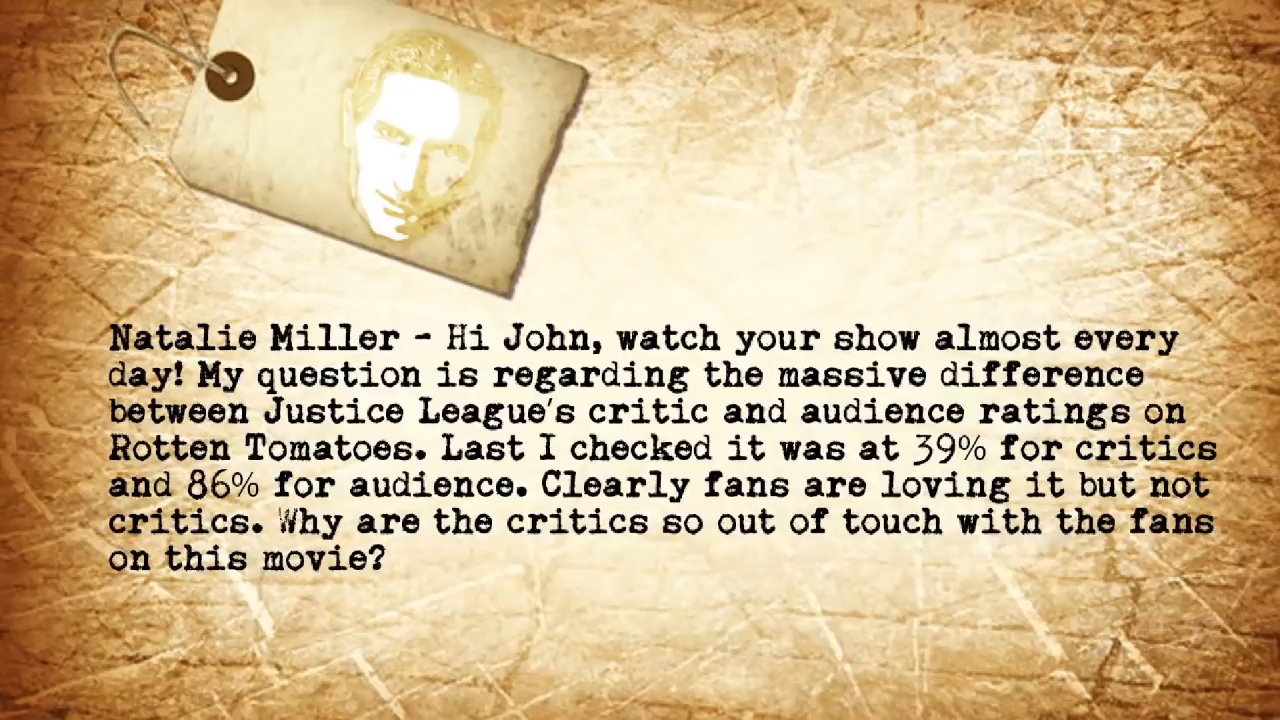 Natalie Miller - Hi John, watch your show almost every
day! My question is regarding the massive difference
between Justice League's critic and audience ratings on
Rotten Tomatoes. Last I checked it was at 39% for critics
and 86% for audience. Clearly fans are loving it but not
critics. Why are the critics so out of touch with the fans
on this movie?